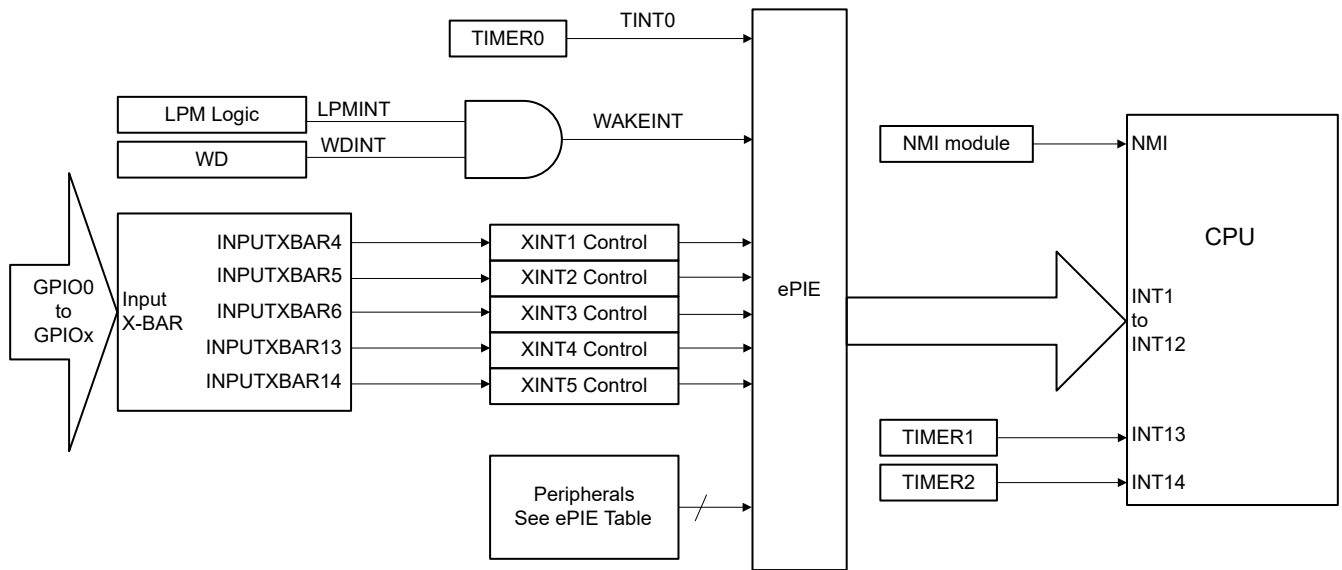 TINT0
TIMER0
LPM Logic
LPMINT
WAKEINT
WD
WDINT
NMI module
NMI
CPU
GPIO0
to
GPIOx
Input
X-BAR
INPUTXBAR4
INPUTXBAR5
INPUTXBAR6
INPUTXBAR13
INPUTXBAR14
XINT1 Control
XINT2 Control
XINT3 Control
XINT4 Control
XINT5 Control
ePIE
INT1
to
INT12
TIMER1
INT13
TIMER2
INT14
Peripherals
See ePIE Table